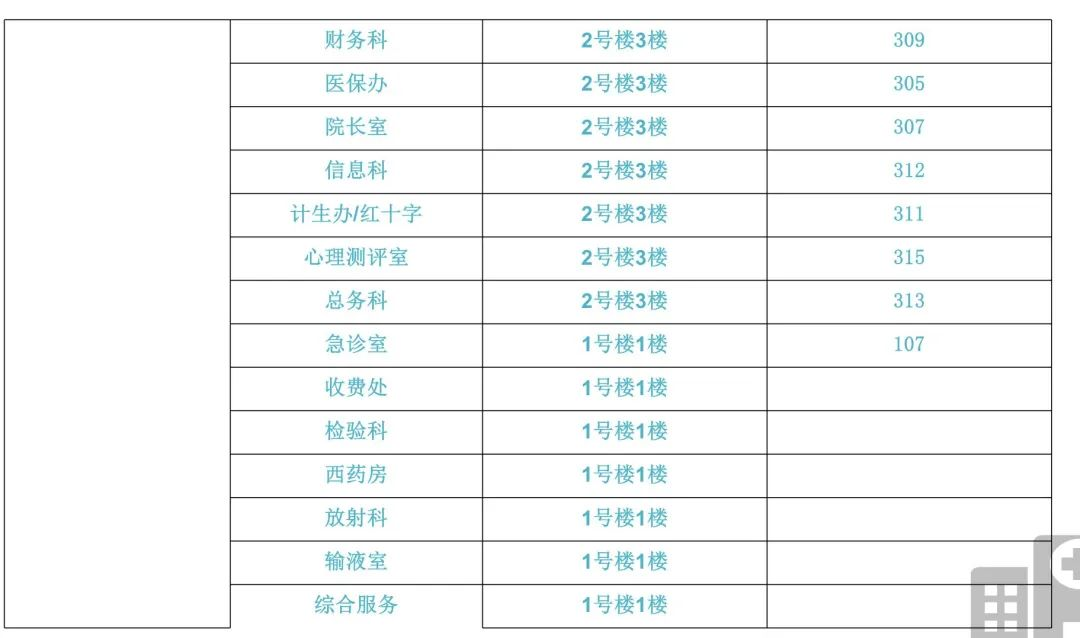 财务科 2号楼3楼 309
医保办 2号楼3楼 305
院长室 2号楼3楼 307
信息科 2号楼3楼 312
计生办/红十字 2号楼3楼 311
心理测评室 2号楼3楼 315
总务科 2号楼3楼 313
急诊室 1号楼1楼 107
收费处 1号楼1楼
检验科 1号楼1楼
西药房 1号楼1楼
放射科 1号楼1楼
输液室 1号楼1楼
综合服务 1号楼1楼